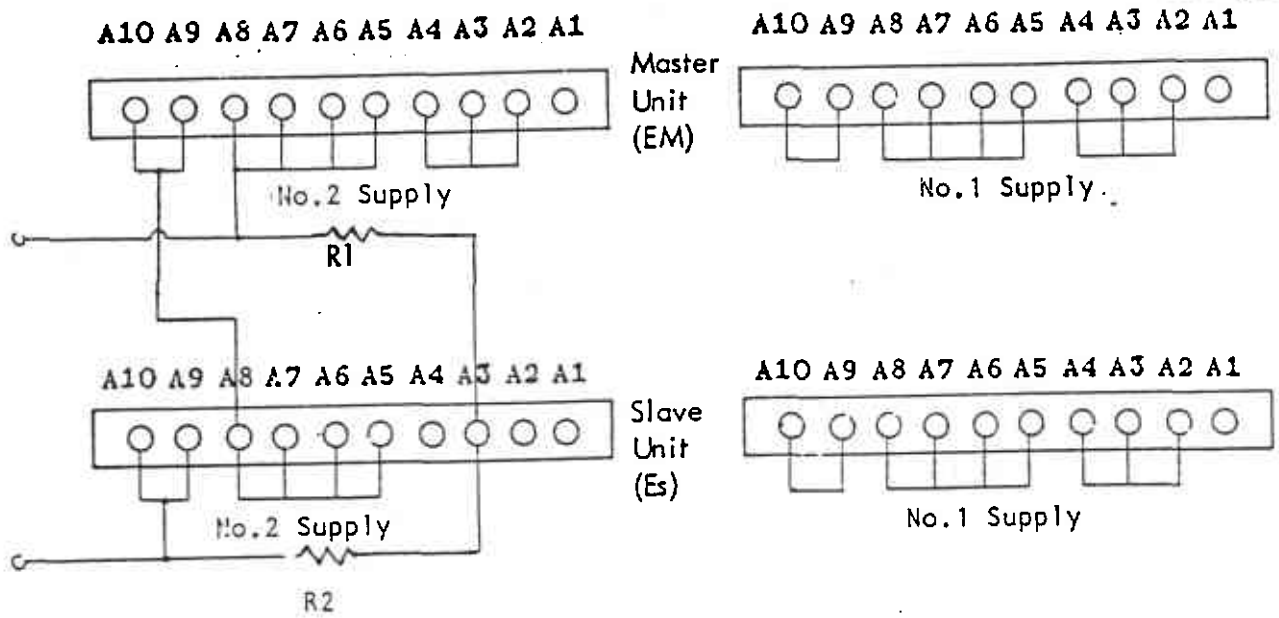 A10 A9 A8 A7 A6 A5 A4 A3 A2 A1
Master
Unit
(EM)
No.2 Supply
R1
A10 A9 A8 A7 A6 A5 A4 A3 A2 A1
No.1 Supply
A10 A9 A8 A7 A6 A5 A4 A3 A2 A1
Slave
Unit
(Es)
No.2 Supply
R2
A10 A9 A8 A7 A6 A5 A4 A3 A2 A1
No.1 Supply